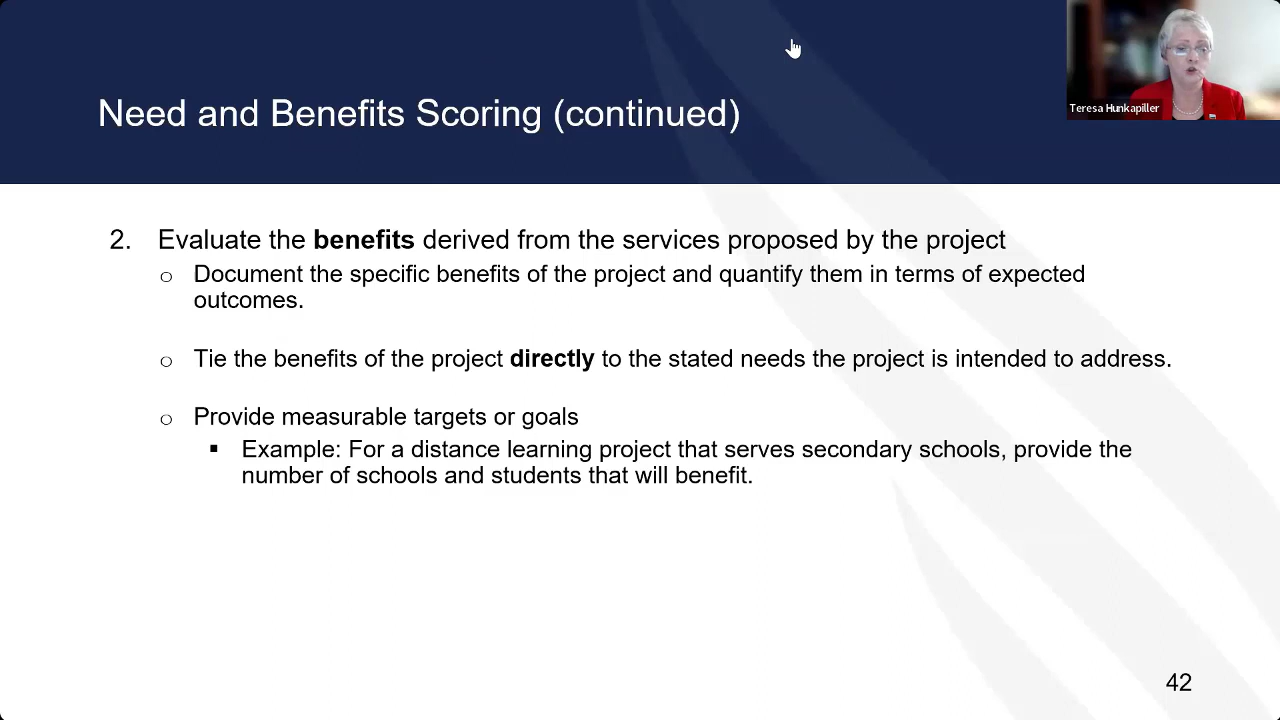 Teresa Hunkapiller
Need and Benefits Scoring (continued)
2. Evaluate the benefits derived from the services proposed by the project
o Document the specific benefits of the project and quantify them in terms of expected
outcomes.
o Tie the benefits of the project directly to the stated needs the project is intended to address.
o Provide measurable targets or goals
▪ Example: For a distance learning project that serves secondary schools, provide the
number of schools and students that will benefit.
42